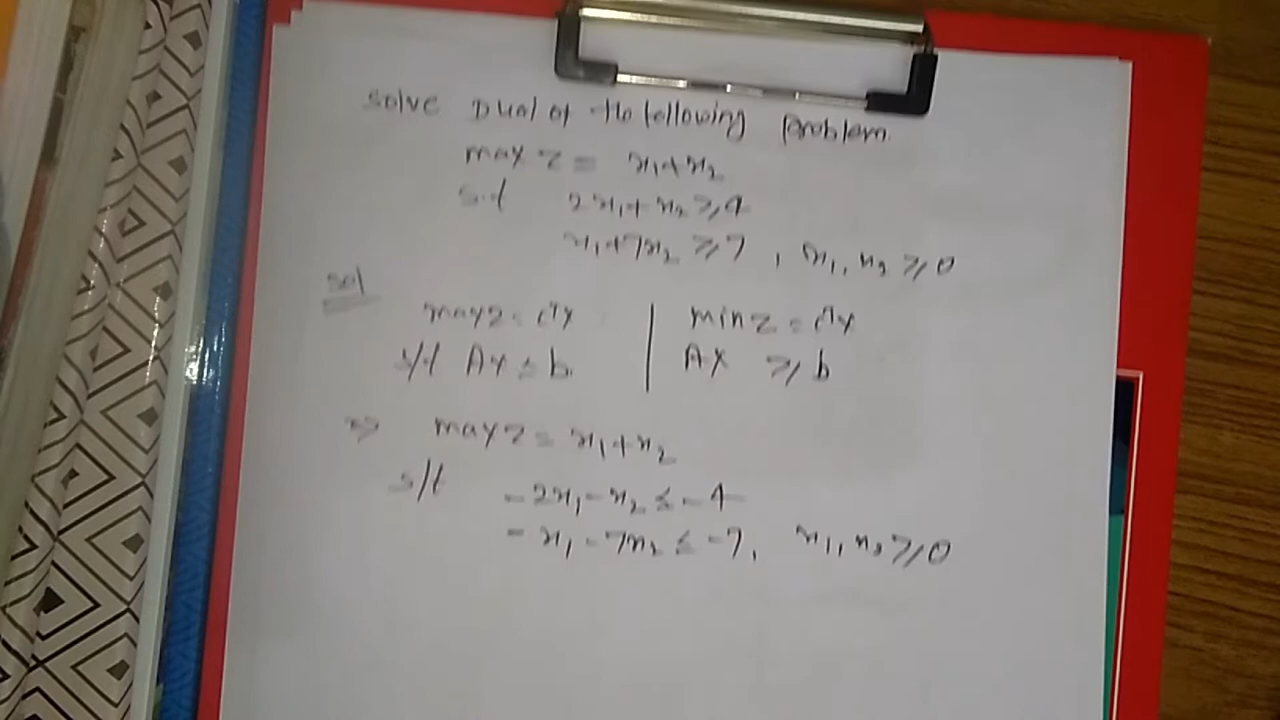 solve Dual of the following problem.
max z = x₁+x₂
s.t 2x₁+x₂ ≥ 4
x₁+7x₂ ≥ 7 , x₁, x₂ ≥ 0
sol
max z = cᵀx | min z = cᵀx
s/t Ax ≤ b | AX ≥ b
⇒ max z = x₁+x₂
s/t -2x₁-x₂ ≤ -4
-x₁-7x₂ ≤ -7, x₁, x₂ ≥ 0